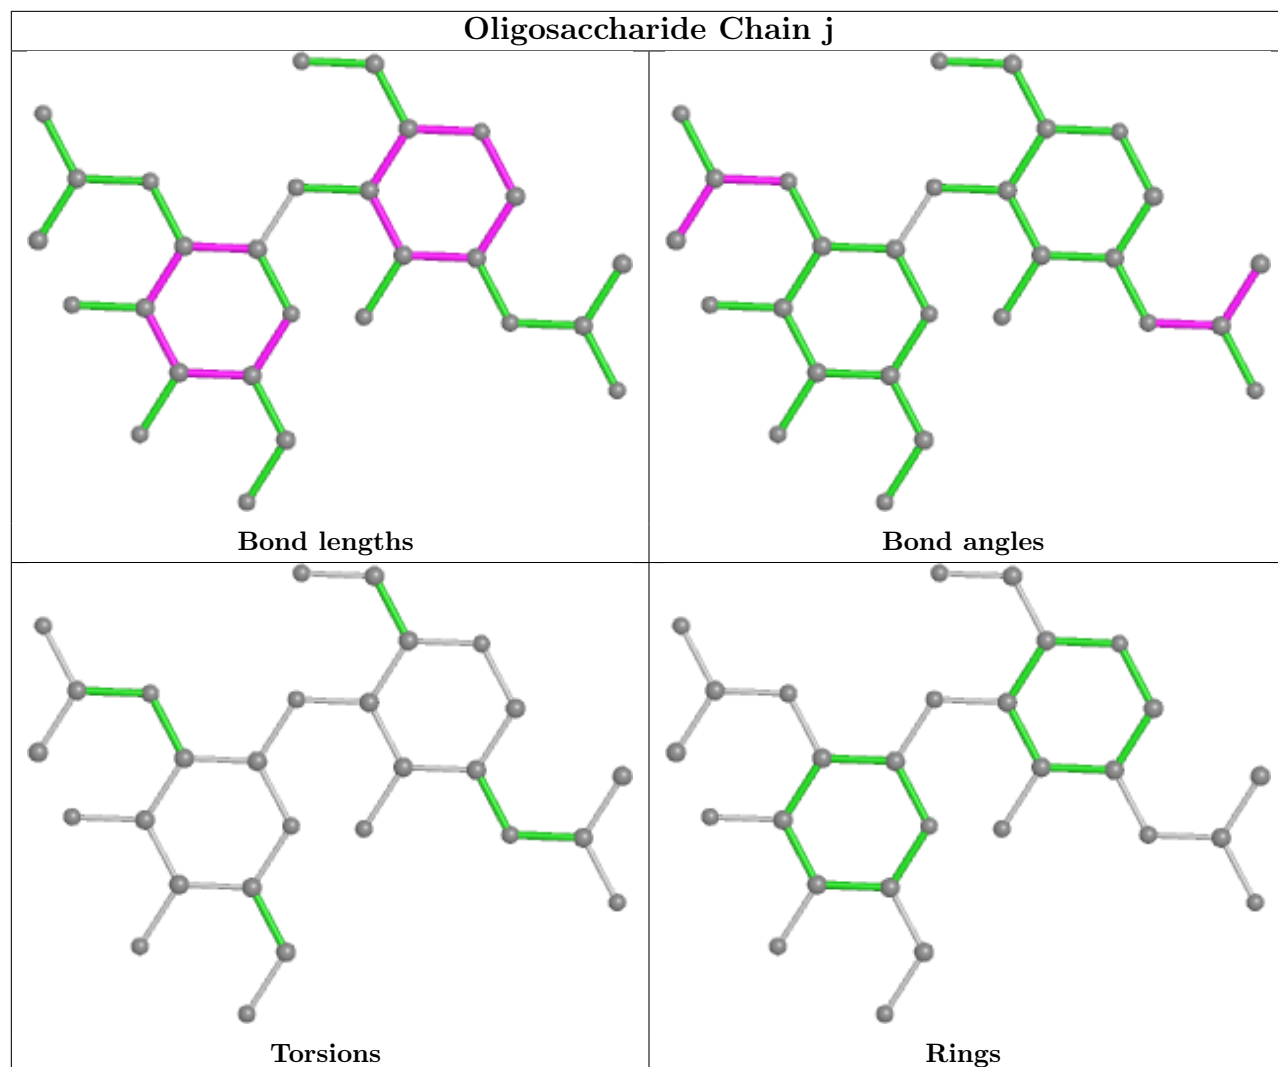 Oligosaccharide Chain j
Bond lengths
Bond angles
Torsions
Rings